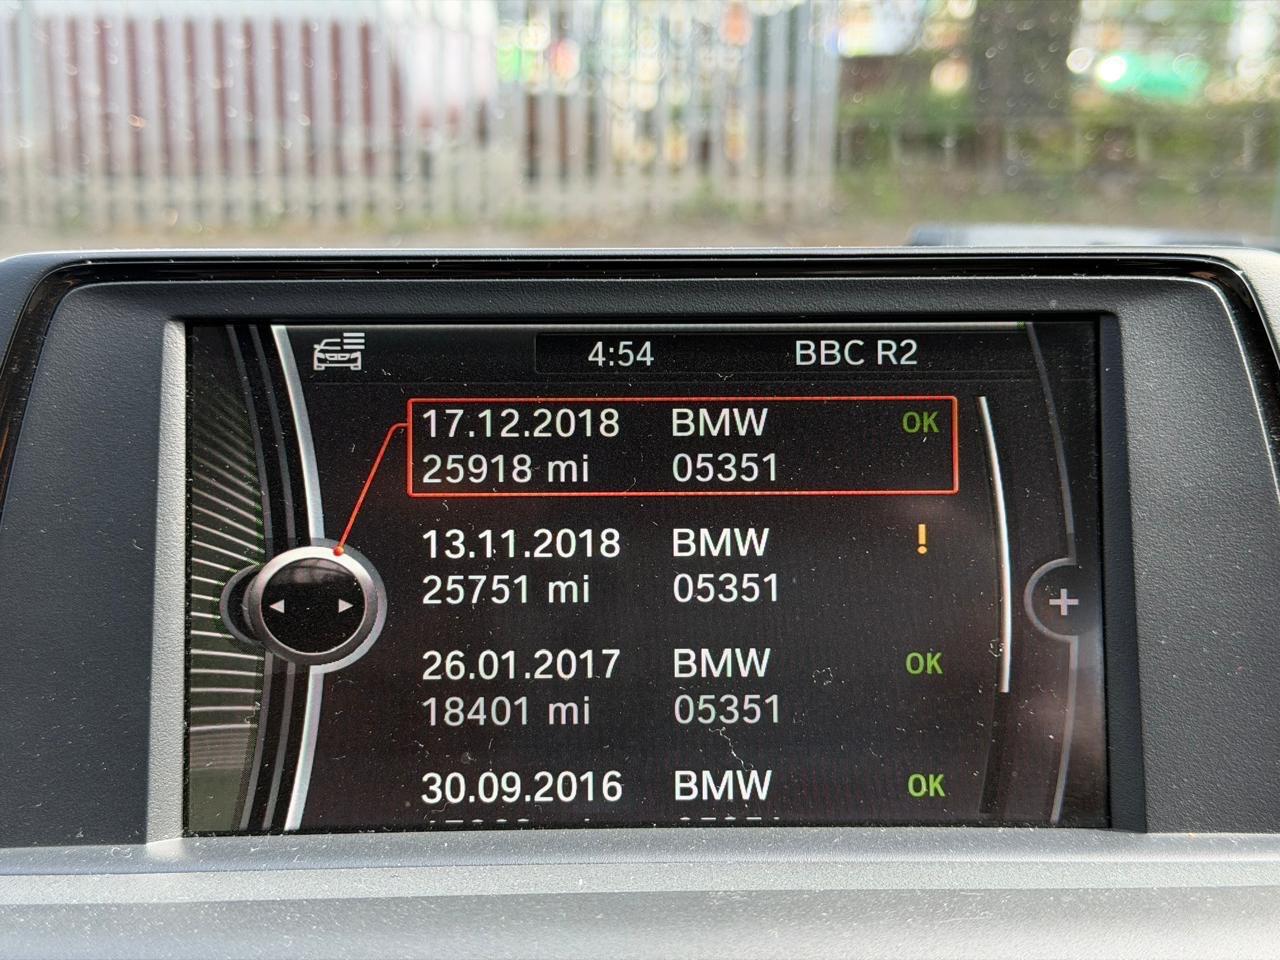 4:54 BBC R2
17.12.2018 BMW OK
25918 mi 05351
13.11.2018 BMW !
25751 mi 05351
26.01.2017 BMW OK
18401 mi 05351
30.09.2016 BMW OK